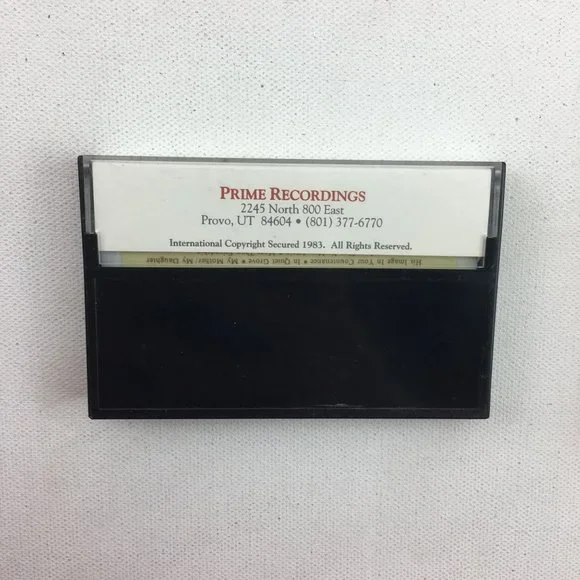 PRIME RECORDINGS
2245 North 800 East
Provo, UT 84604 • (801) 377-6770
International Copyright Secured 1983. All Rights Reserved.
Image In Your Countenance • In Quiet Grove • My Mother, My Daughter